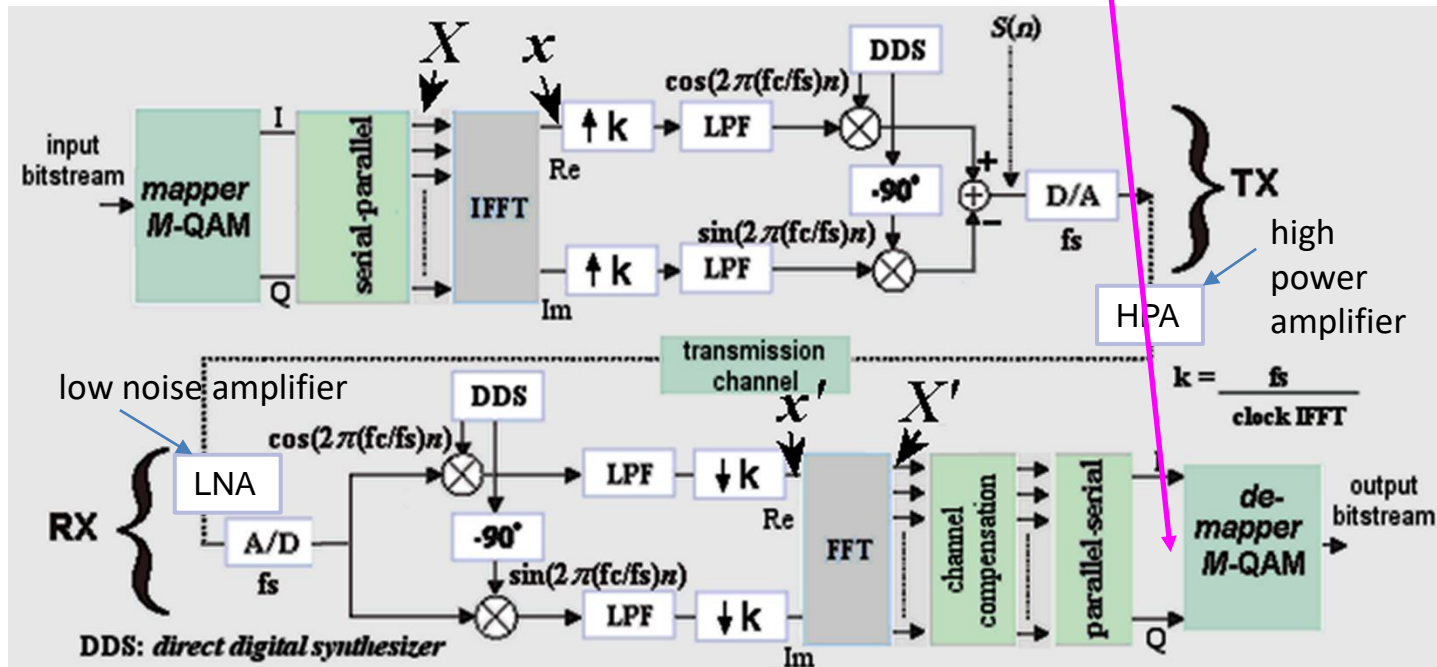 X
x
S(n)
DDS
cos(2π(fc/fs)n)
input
bitstream
mapper
M-QAM
I
Q
serial-parallel
IFFT
Re
Im
↑ k
LPF
↑ k
LPF
-90°
sin(2π(fc/fs)n)
+
−
D/A
fs
TX
HPA
high
power
amplifier
transmission
channel
k = fs
clock IFFT
low noise amplifier
LNA
RX
A/D
fs
DDS
cos(2π(fc/fs)n)
-90°
sin(2π(fc/fs)n)
LPF
↓ k
LPF
↓ k
x'
X'
Re
Im
FFT
channel
compensation
parallel-serial
I
Q
de-
mapper
M-QAM
output
bitstream
DDS: direct digital synthesizer